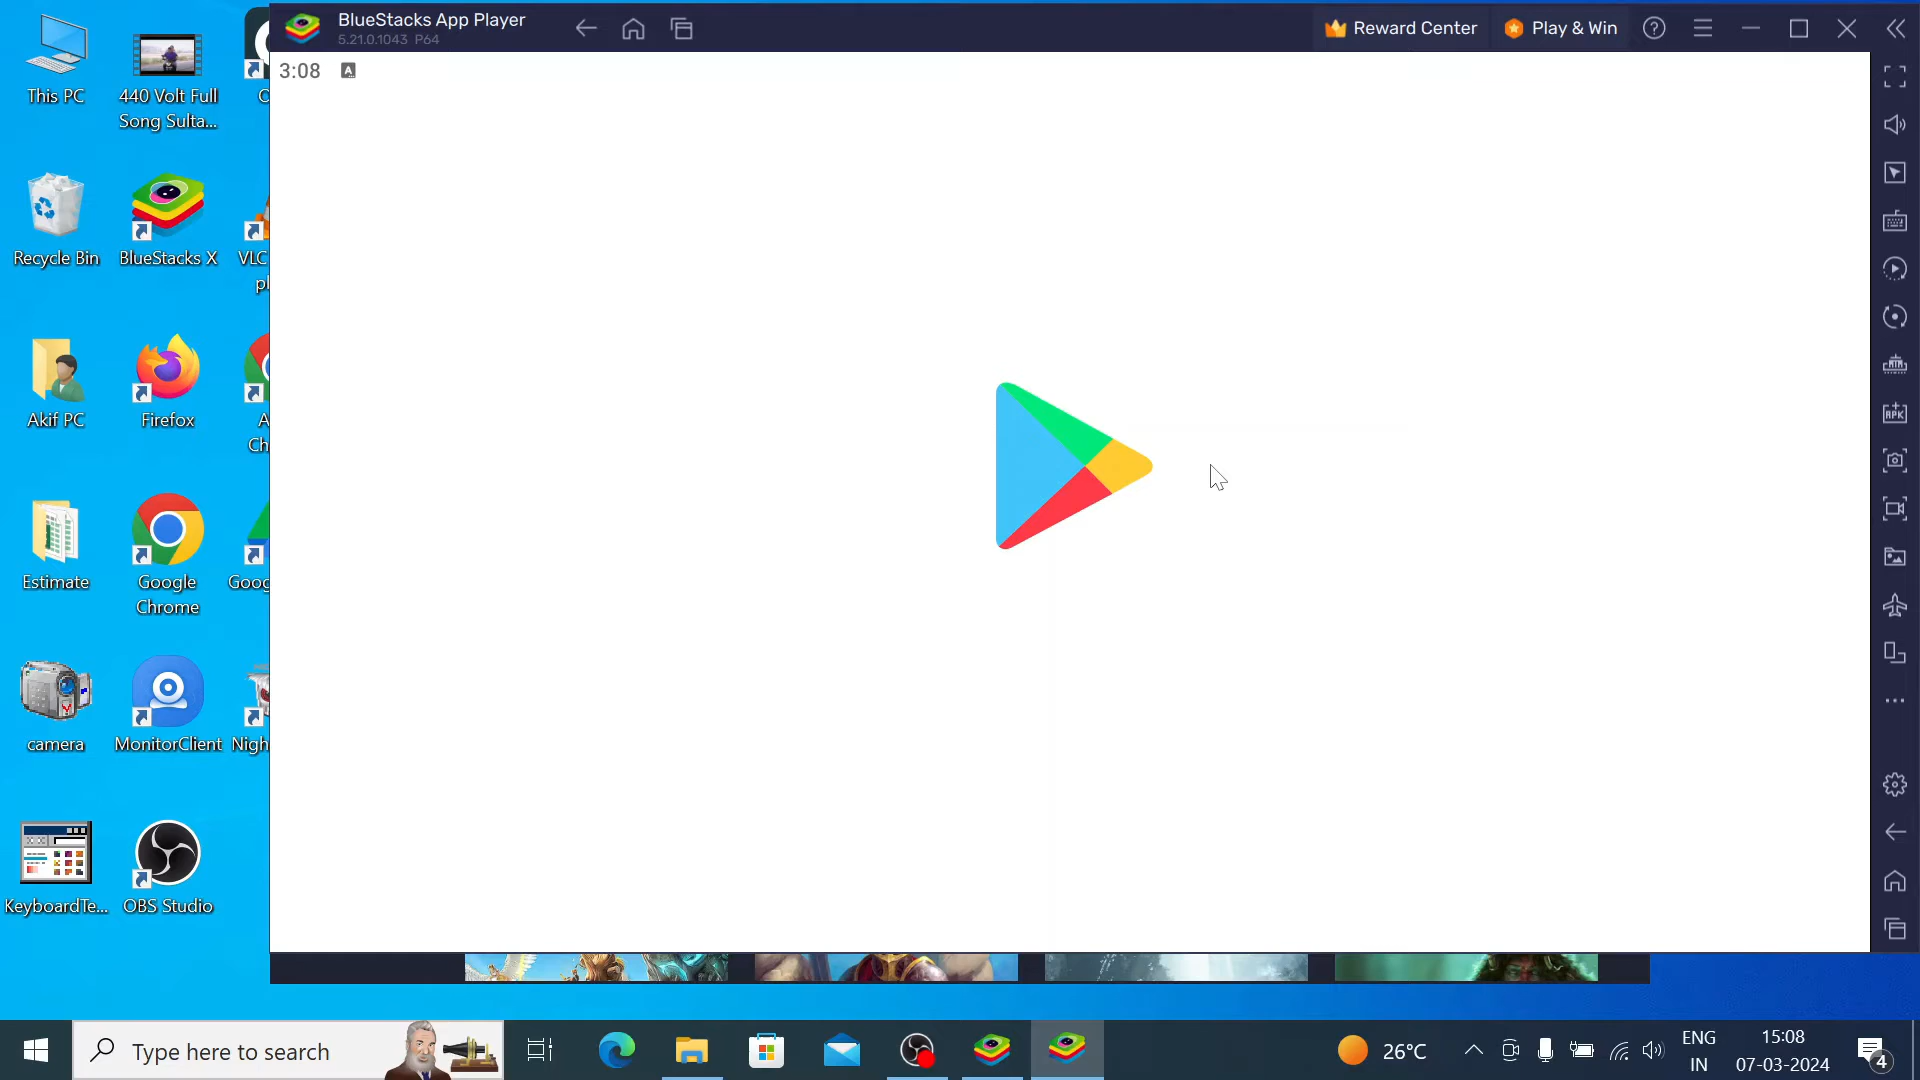 BlueStacks App Player
5.21.0.1043 P64
Reward Center
Play & Win
3:08
A
This PC
440 Volt Full
Song Sulta...
Recycle Bin
BlueStacks X
VLC
Akif PC
Firefox
Estimate
Google
Chrome
camera
MonitorClient
KeyboardTe...
OBS Studio
APK
Type here to search
26°C
ENG
IN
15:08
07-03-2024
4